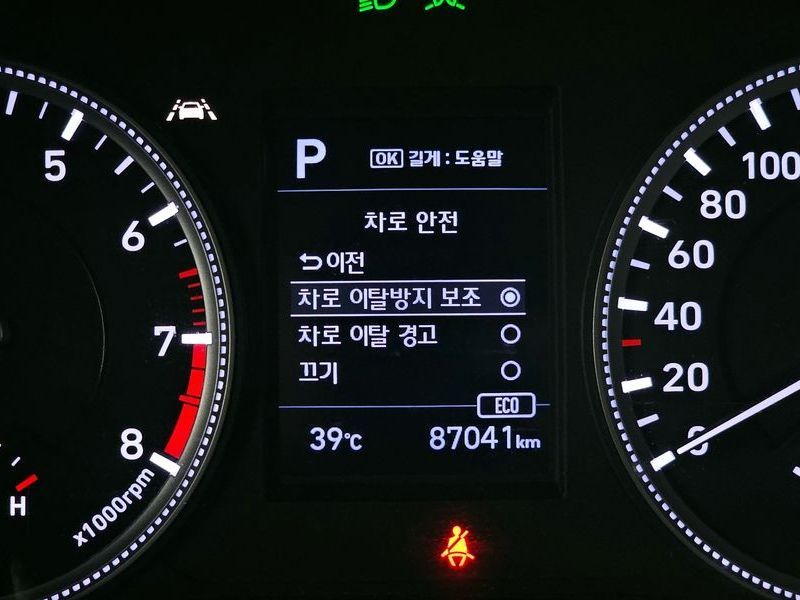 P
OK 길게 : 도움말
차로 안전
이전
차로 이탈방지 보조
차로 이탈 경고
끄기
ECO
39℃ 87041 km
5
6
7
8
x1000rpm
H
100
80
60
40
20
0